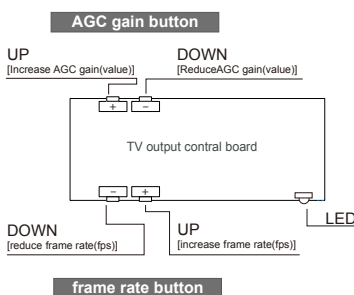 AGC gain button
UP
[Increase AGC gain(value)]
DOWN
[ReduceAGC gain(value)]
+ −
TV output contral board
− +
LED
DOWN
[reduce frame rate(fps)]
UP
[increase frame rate(fps)]
frame rate button